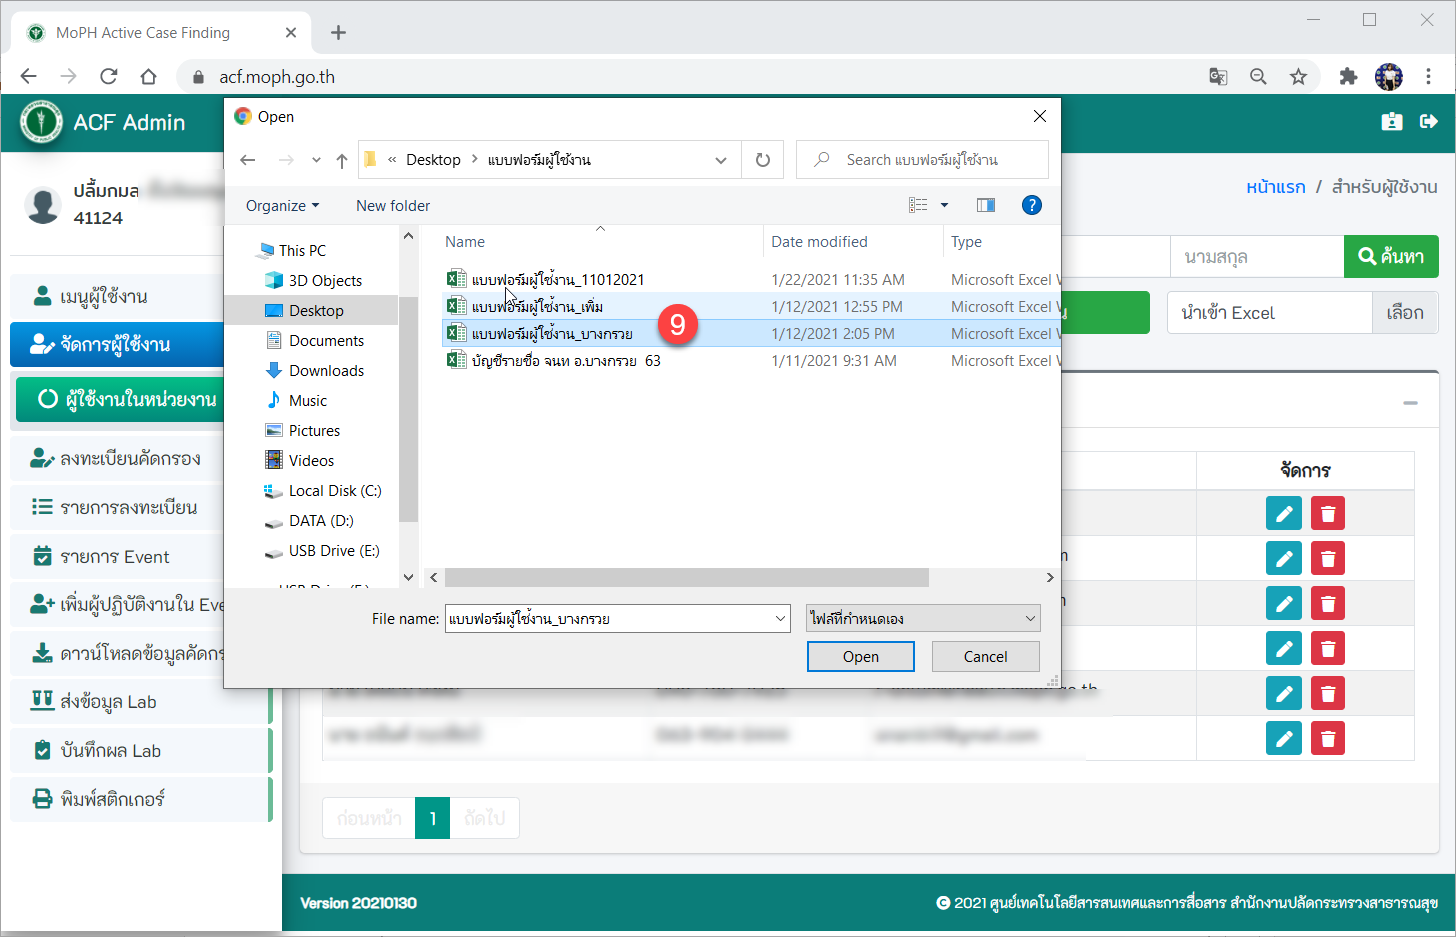 MoPH Active Case Finding
acf.moph.go.th
ACF Admin
ปลื้มกมล
41124
เมนูผู้ใช้งาน
จัดการผู้ใช้งาน
ผู้ใช้งานในหน่วยงาน
ลงทะเบียนคัดกรอง
รายการลงทะเบียน
รายการ Event
เพิ่มผู้ปฏิบัติงานใน Eve
ดาวน์โหลดข้อมูลคัดกร
ส่งข้อมูล Lab
บันทึกผล Lab
พิมพ์สติกเกอร์
Open
« Desktop > แบบฟอร์มผู้ใช้งาน
Search แบบฟอร์มผู้ใช้งาน
Organize
New folder
This PC
3D Objects
Desktop
Documents
Downloads
Music
Pictures
Videos
Local Disk (C:)
DATA (D:)
USB Drive (E:)
Name Date modified Type
แบบฟอร์มผู้ใช้งาน_11012021 1/22/2021 11:35 AM Microsoft Excel W
แบบฟอร์มผู้ใช้งาน_เพิ่ม 1/12/2021 12:55 PM Microsoft Excel W
แบบฟอร์มผู้ใช้งาน_บางกรวย 1/12/2021 2:05 PM Microsoft Excel W
บัญชีรายชื่อ จนท อ.บางกรวย 63 1/11/2021 9:31 AM Microsoft Excel W
9
File name: แบบฟอร์มผู้ใช้งาน_บางกรวย
ไฟล์ที่กำหนดเอง
Open
Cancel
หน้าแรก / สำหรับผู้ใช้งาน
นามสกุล
ค้นหา
น
นำเข้า Excel
เลือก
จัดการ
ก่อนหน้า 1 ถัดไป
Version 20210130
© 2021 ศูนย์เทคโนโลยีสารสนเทศและการสื่อสาร สำนักงานปลัดกระทรวงสาธารณสุข